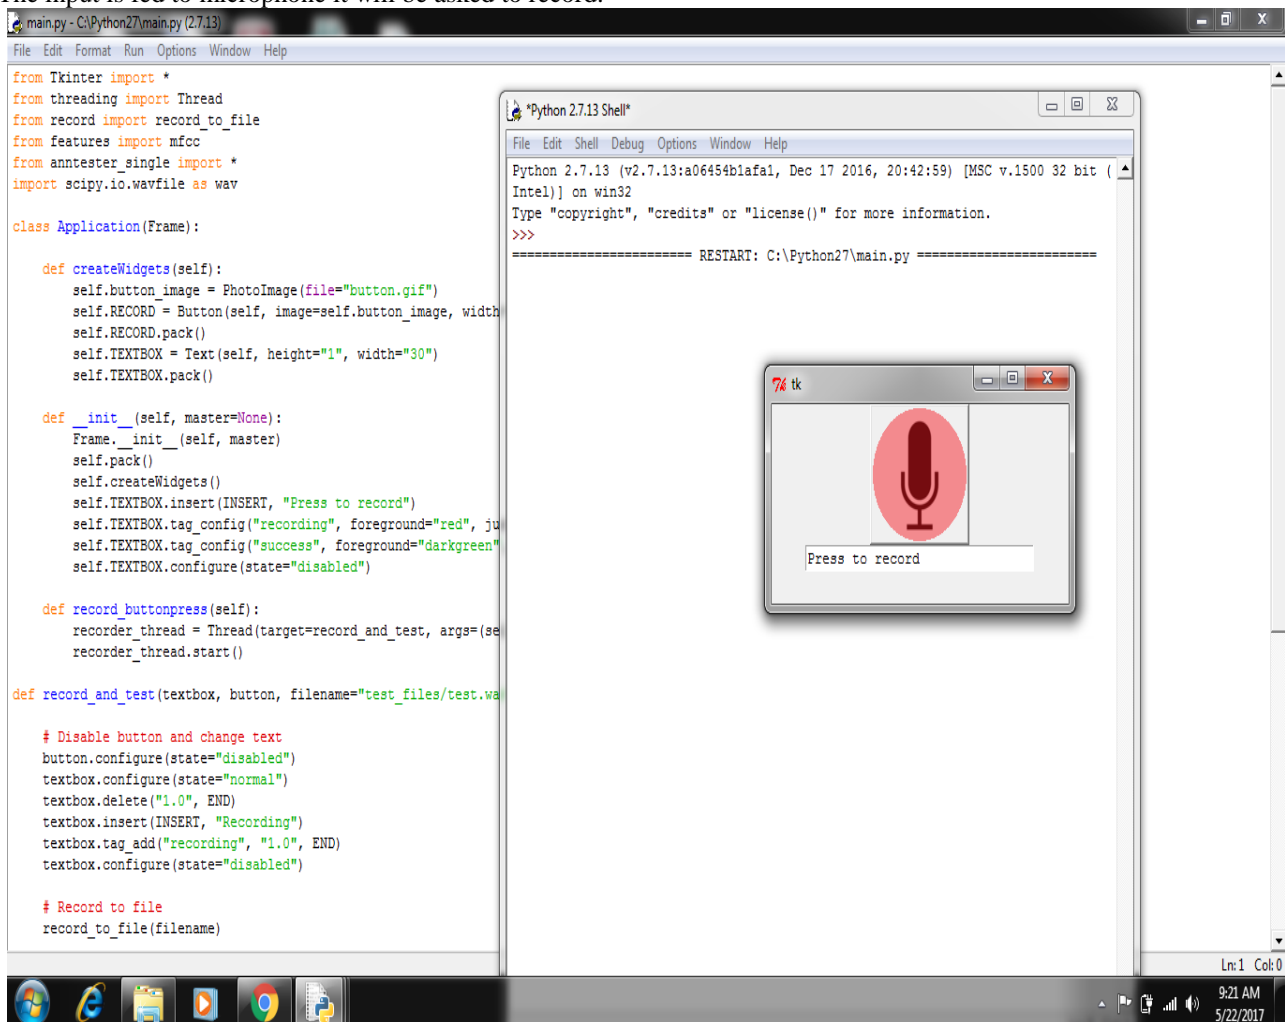 The input is fed to microphone it will be asked to record.
main.py - C:\Python27\main.py (2.7.13)
File Edit Format Run Options Window Help
from Tkinter import *
from threading import Thread
from record import record_to_file
from features import mfcc
from anntester_single import *
import scipy.io.wavfile as wav
class Application(Frame):
def createWidgets(self):
self.button_image = PhotoImage(file="button.gif")
self.RECORD = Button(self, image=self.button_image, width
self.RECORD.pack()
self.TEXTBOX = Text(self, height="1", width="30")
self.TEXTBOX.pack()
def __init__(self, master=None):
Frame.__init__(self, master)
self.pack()
self.createWidgets()
self.TEXTBOX.insert(INSERT, "Press to record")
self.TEXTBOX.tag_config("recording", foreground="red", ju
self.TEXTBOX.tag_config("success", foreground="darkgreen"
self.TEXTBOX.configure(state="disabled")
def record_buttonpress(self):
recorder_thread = Thread(target=record_and_test, args=(se
recorder_thread.start()
def record_and_test(textbox, button, filename="test_files/test.wa
# Disable button and change text
button.configure(state="disabled")
textbox.configure(state="normal")
textbox.delete("1.0", END)
textbox.insert(INSERT, "Recording")
textbox.tag_add("recording", "1.0", END)
textbox.configure(state="disabled")
# Record to file
record_to_file(filename)
*Python 2.7.13 Shell*
File Edit Shell Debug Options Window Help
Python 2.7.13 (v2.7.13:a06454b1afa1, Dec 17 2016, 20:42:59) [MSC v.1500 32 bit (
Intel)] on win32
Type "copyright", "credits" or "license()" for more information.
>>>
======================== RESTART: C:\Python27\main.py ========================
tk
Press to record
Ln: 1 Col: 0
9:21 AM
5/22/2017